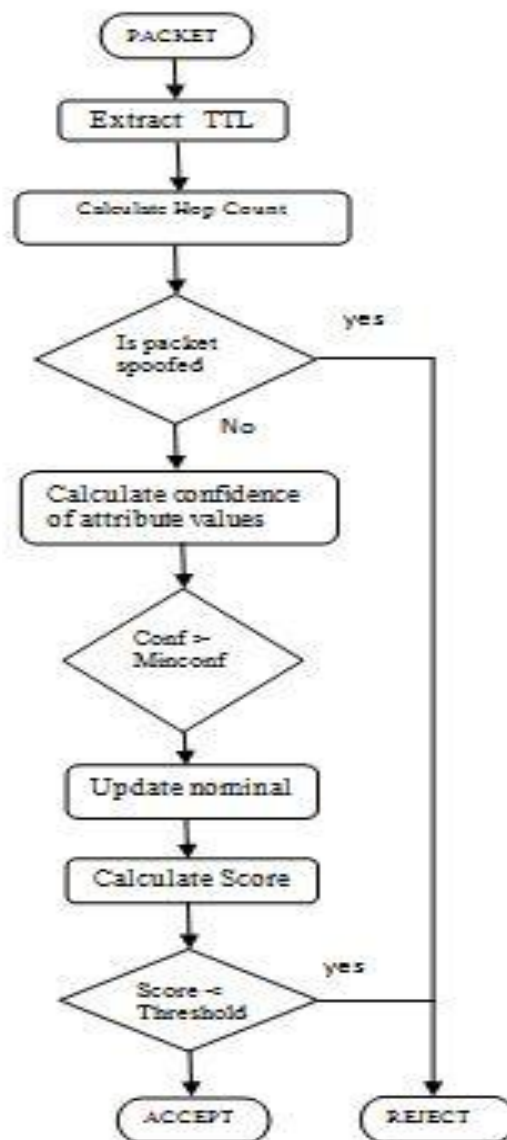 PACKET
Extract TTL
Calculate Hop Count
yes
Is packet
spoofed
No
Calculate confidence
of attribute values
Conf >=
Minconf
Update nominal
Calculate Score
yes
Score <=
Threshold
ACCEPT
REJECT